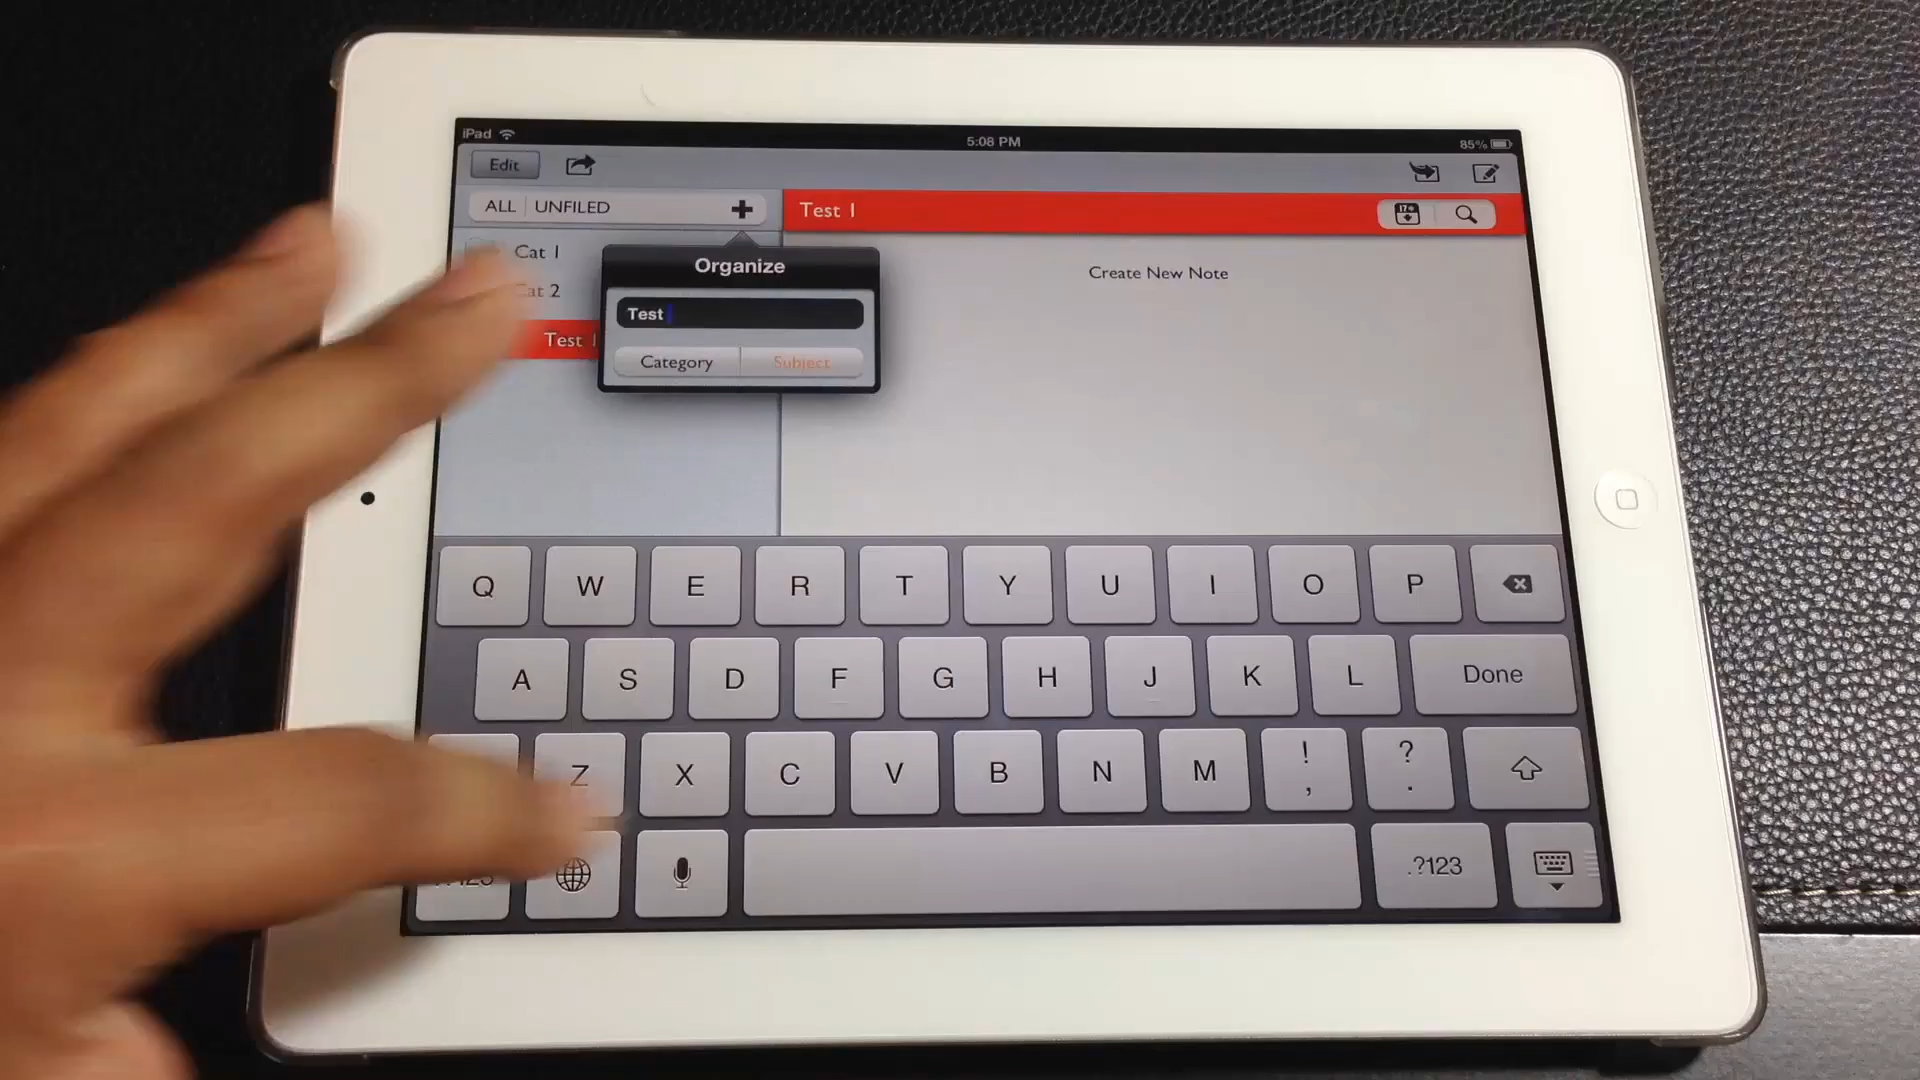 iPad
5:08 PM
85%
Edit
ALL UNFILED
Test 1
17
Cat 1
Organize
Create New Note
Cat 2
Test
Test 1
Category Subject
Q W E R T Y U I O P
A S D F G H J K L Done
Z X C V B N M ! , ? .
.?123